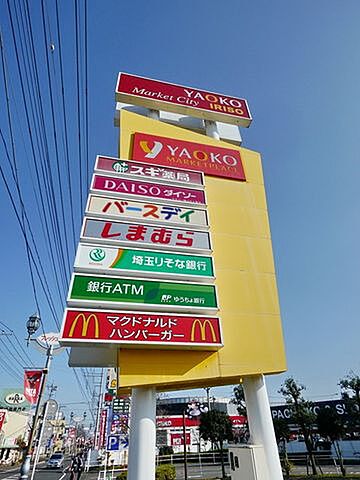 YAOKO
Market City IRISO
YAOKO
MARKETPLACE
スギ薬局
DAISO ダイソー
バースデイ
しまむら
埼玉りそな銀行
銀行ATM
ゆうちょ銀行
マクドナルド
ハンバーガー
P